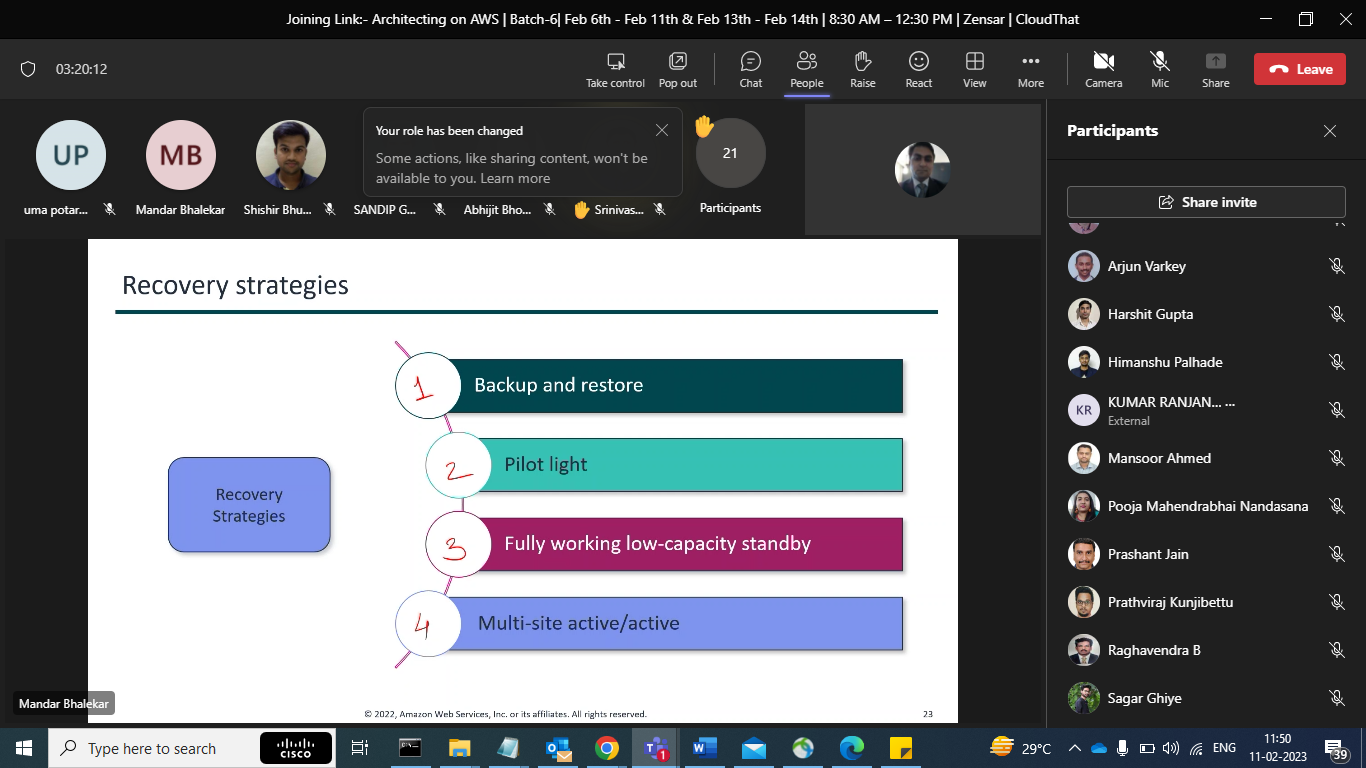 Joining Link:- Architecting on AWS | Batch-6| Feb 6th - Feb 11th & Feb 13th - Feb 14th | 8:30 AM – 12:30 PM | Zensar | CloudThat
03:20:12
Take control
Pop out
Chat
People
Raise
React
View
More
Camera
Mic
Share
Leave
UP
MB
Your role has been changed
Some actions, like sharing content, won't be
available to you. Learn more
21
uma potar...
Mandar Bhalekar
Shishir Bhu...
SANDIP G...
Abhijit Bho...
Srinivas...
Participants
Participants
Share invite
Arjun Varkey
Harshit Gupta
Himanshu Palhade
KR
KUMAR RANJAN... ...
External
Mansoor Ahmed
Pooja Mahendrabhai Nandasana
Prashant Jain
Prathviraj Kunjibettu
Raghavendra B
Sagar Ghiye
Recovery strategies
Recovery
Strategies
1
Backup and restore
2
Pilot light
3
Fully working low-capacity standby
4
Multi-site active/active
Mandar Bhalekar
© 2022, Amazon Web Services, Inc. or its affiliates. All rights reserved.
23
Type here to search
CISCO
1
29°C
ENG
11:50
11-02-2023
39